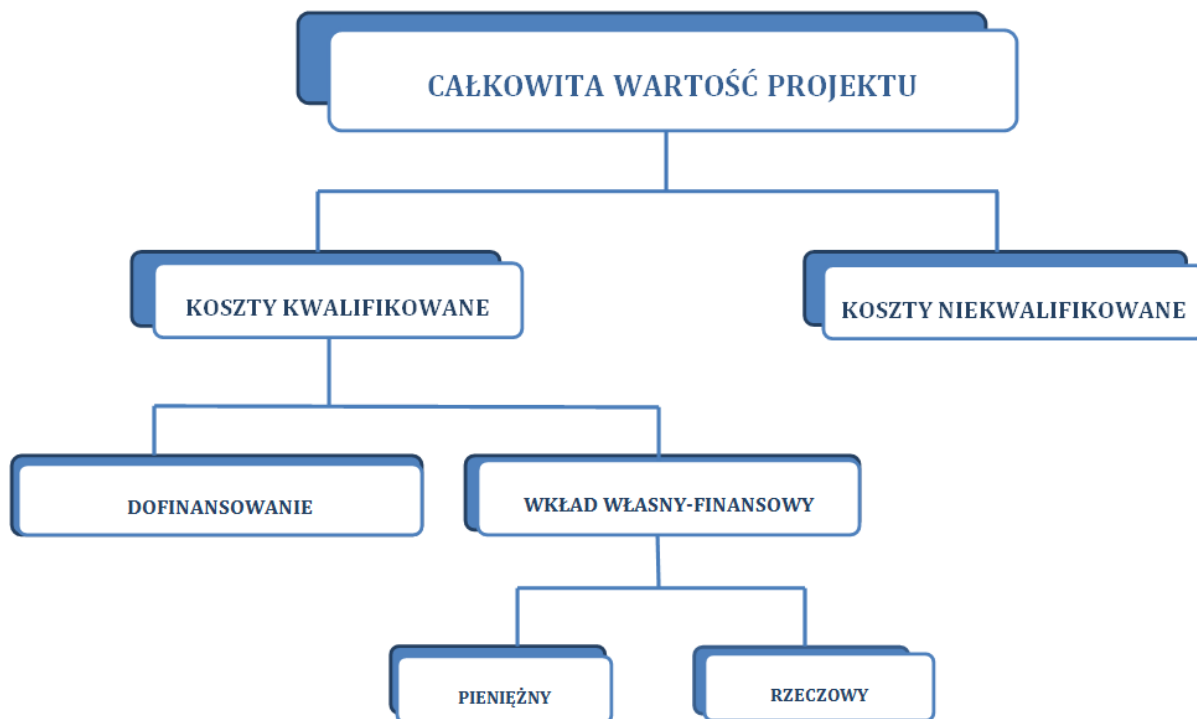 CAŁKOWITA WARTOŚĆ PROJEKTU
KOSZTY KWALIFIKOWANE
KOSZTY NIEKWALIFIKOWANE
DOFINANSOWANIE
WKŁAD WŁASNY-FINANSOWY
PIENIĘŻNY
RZECZOWY